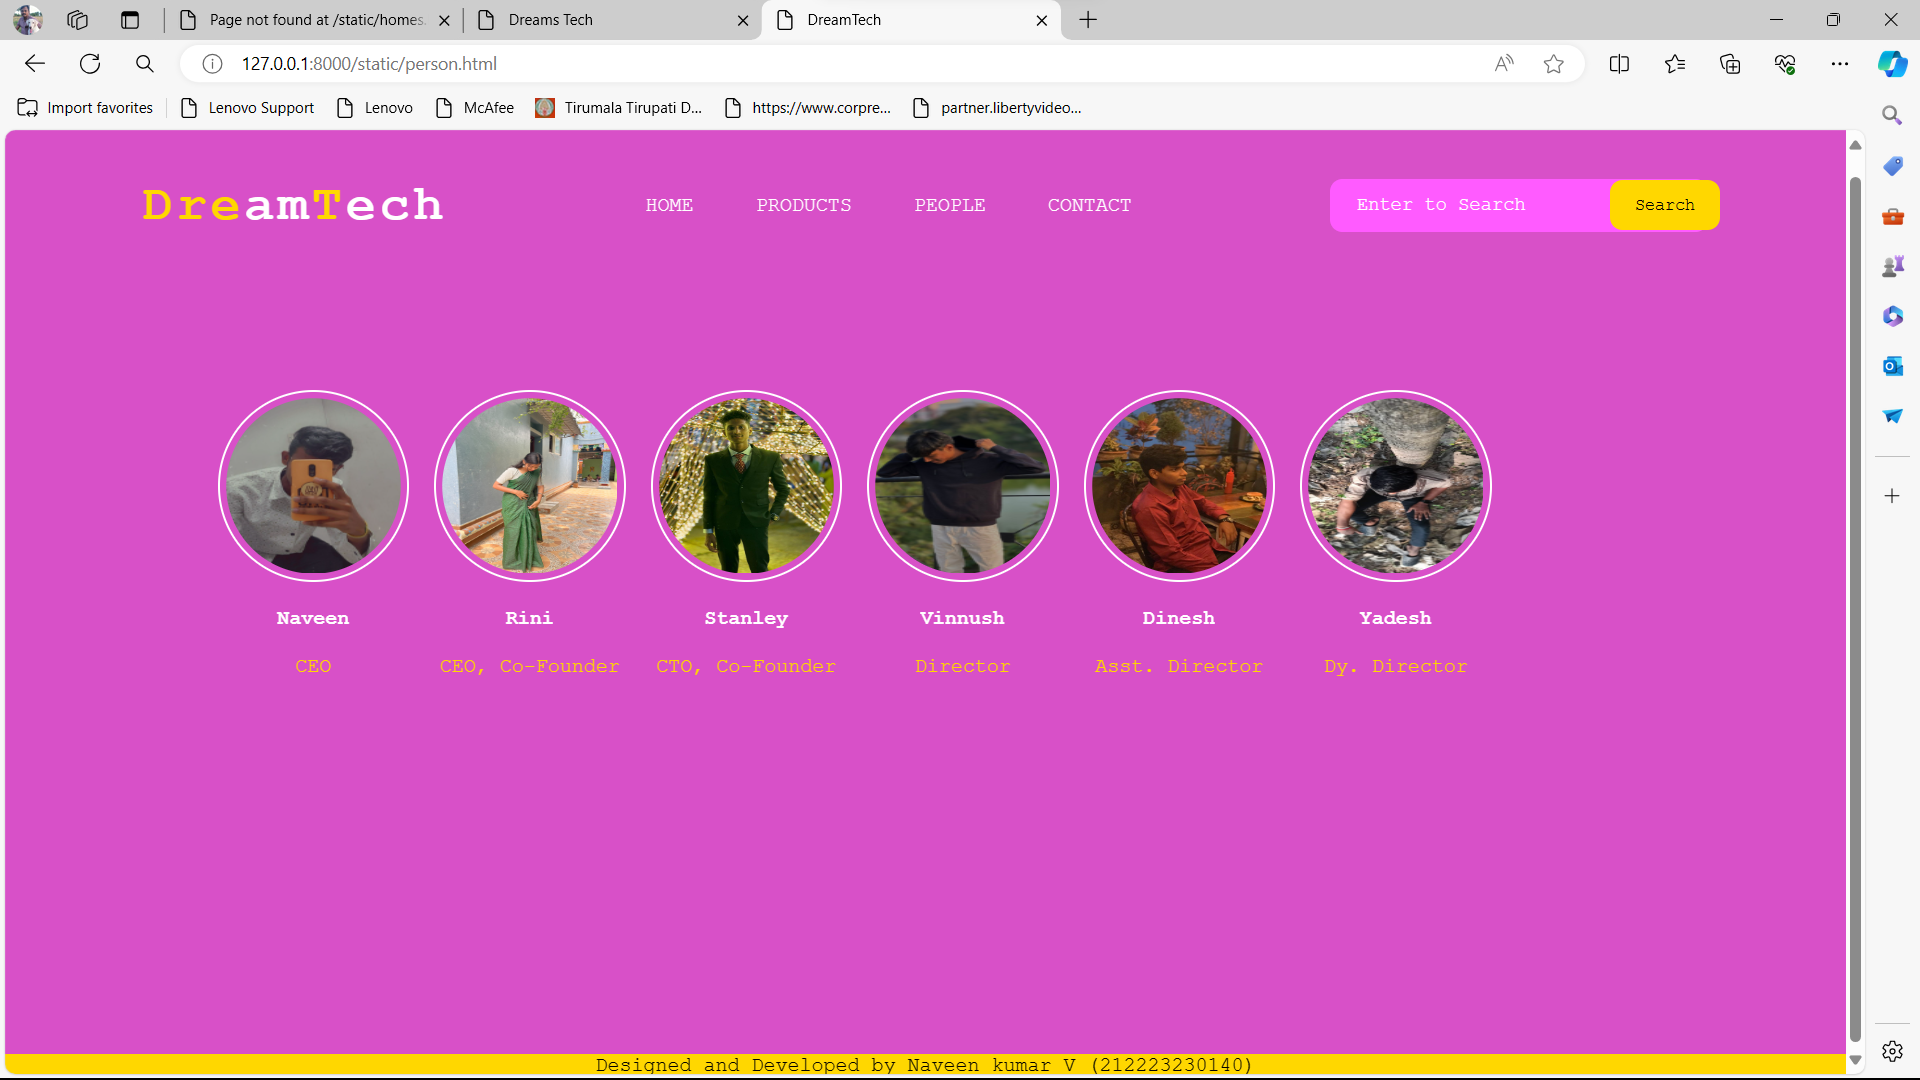 Page not found at /static/homes.
Dreams Tech
DreamTech
127.0.0.1:8000/static/person.html
Import favorites
Lenovo Support
Lenovo
McAfee
Tirumala Tirupati D...
https://www.corpre...
partner.libertyvideo...
DreamTech
HOME
PRODUCTS
PEOPLE
CONTACT
Enter to Search
Search
Naveen
Rini
Stanley
Vinnush
Dinesh
Yadesh
CEO
CEO, Co-Founder
CTO, Co-Founder
Director
Asst. Director
Dy. Director
Designed and Developed by Naveen kumar V (212223230140)